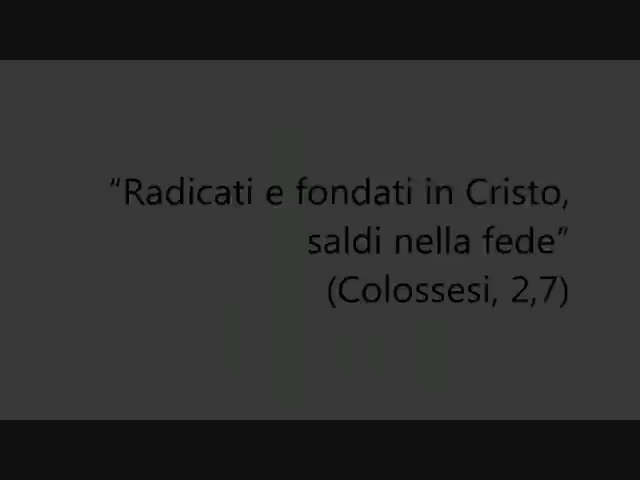 “Radicati e fondati in Cristo,
saldi nella fede”
(Colossesi, 2,7)